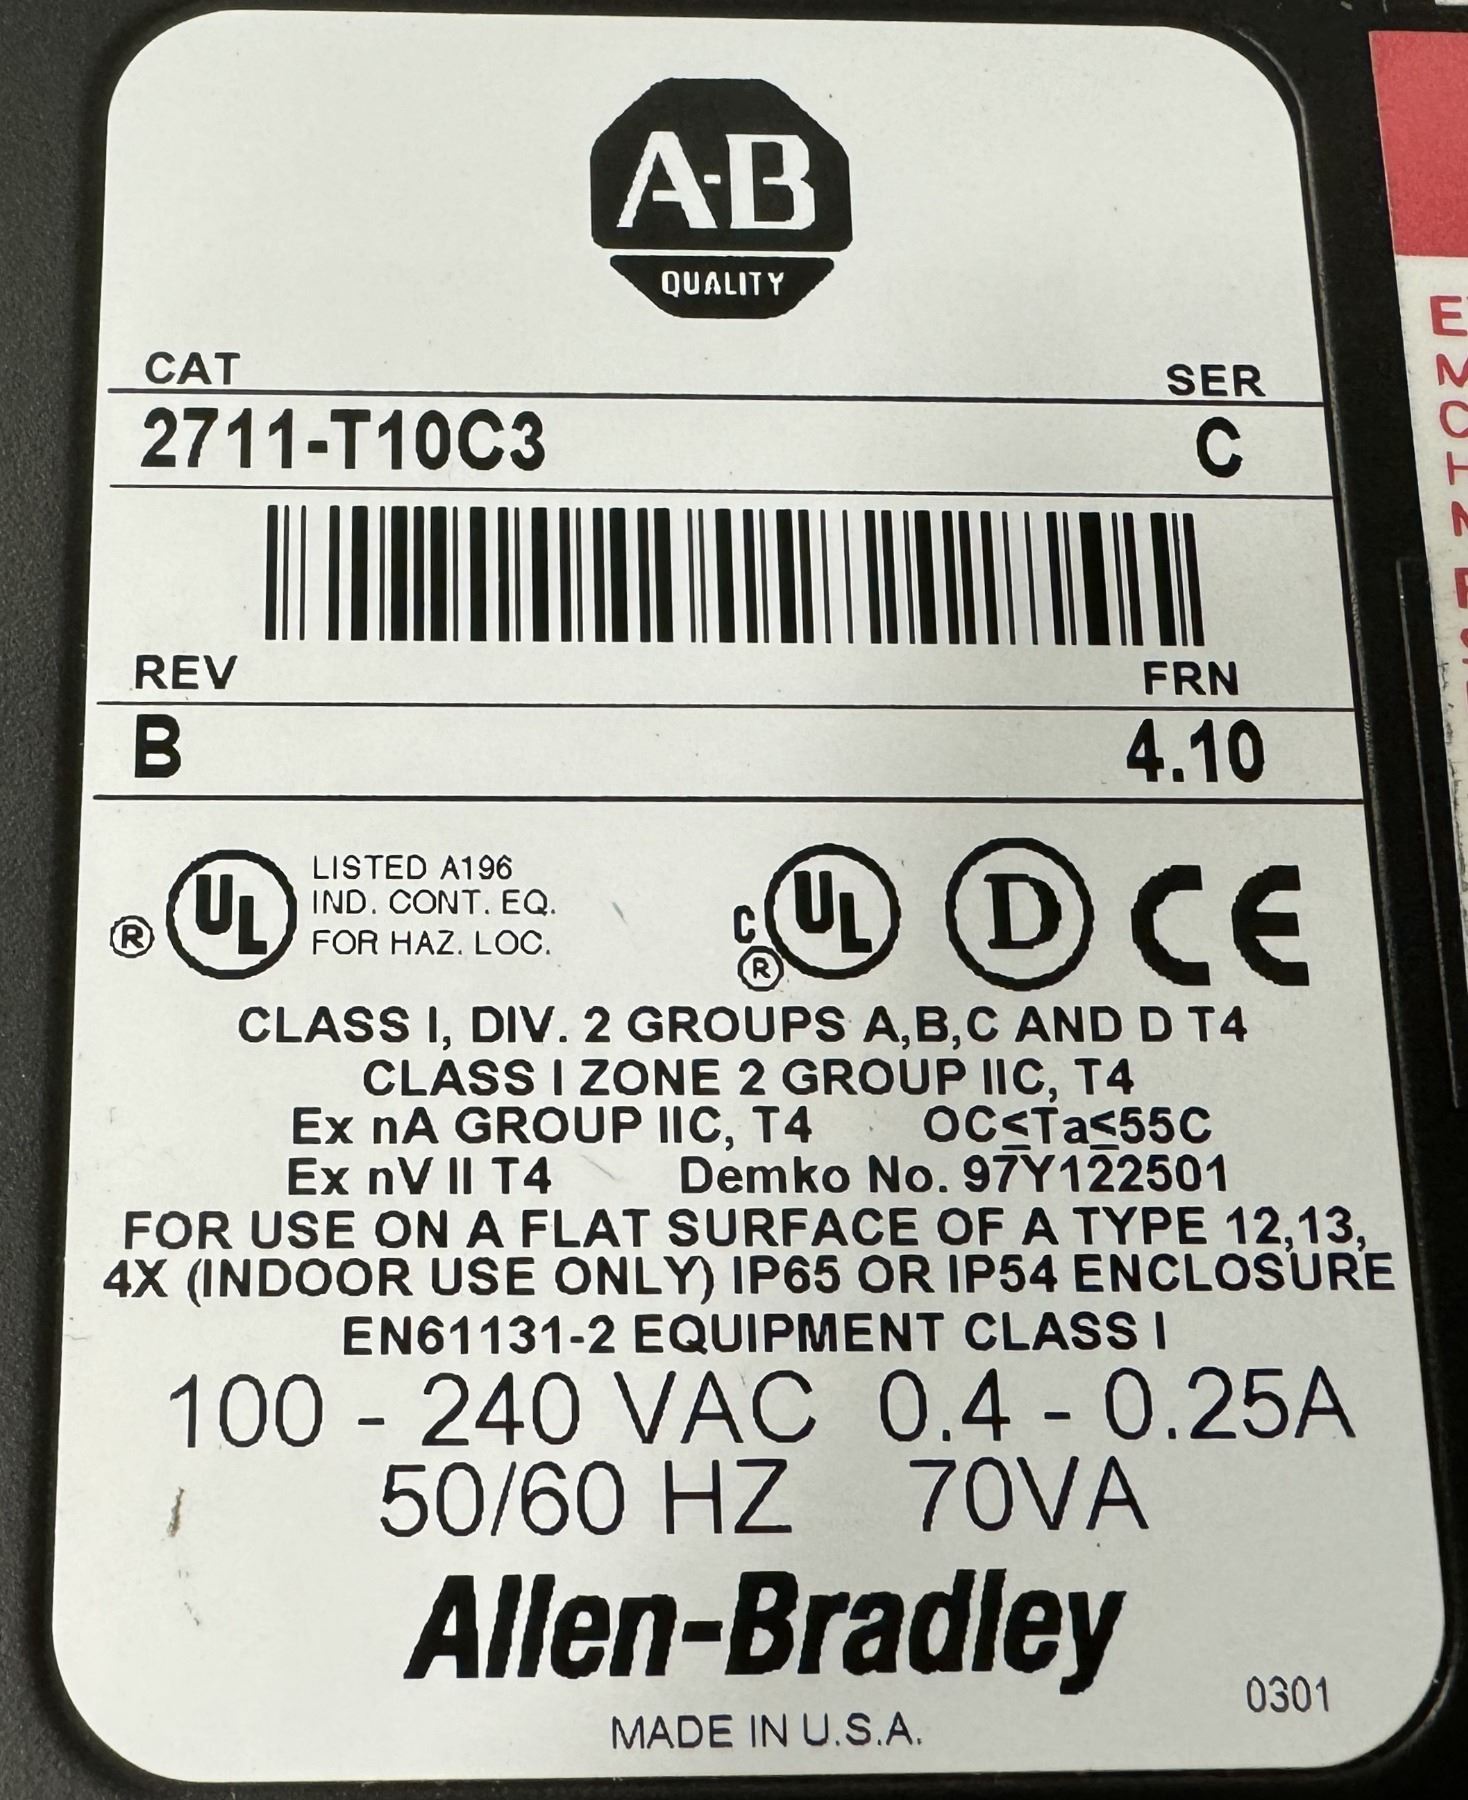 A-B
QUALITY
CAT SER
2711-T10C3 C
REV FRN
B 4.10
® UL LISTED A196
IND. CONT. EQ.
FOR HAZ. LOC.
C UL ® D CE
CLASS I, DIV. 2 GROUPS A,B,C AND D T4
CLASS I ZONE 2 GROUP IIC, T4
Ex nA GROUP IIC, T4 OC≤Ta≤55C
Ex nV II T4 Demko No. 97Y122501
FOR USE ON A FLAT SURFACE OF A TYPE 12,13,
4X (INDOOR USE ONLY) IP65 OR IP54 ENCLOSURE
EN61131-2 EQUIPMENT CLASS I
100 - 240 VAC 0.4 - 0.25A
50/60 HZ 70VA
Allen-Bradley
0301
MADE IN U.S.A.